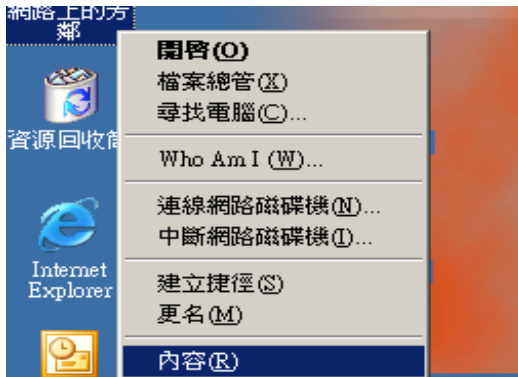 網路上的芳
鄰
開啓(O)
檔案總管(X)
尋找電腦(C)...
資源回收筒
Who Am I (W)...
連線網路磁碟機(N)...
中斷網路磁碟機(I)...
Internet
Explorer
建立捷徑(S)
更名(M)
內容(R)